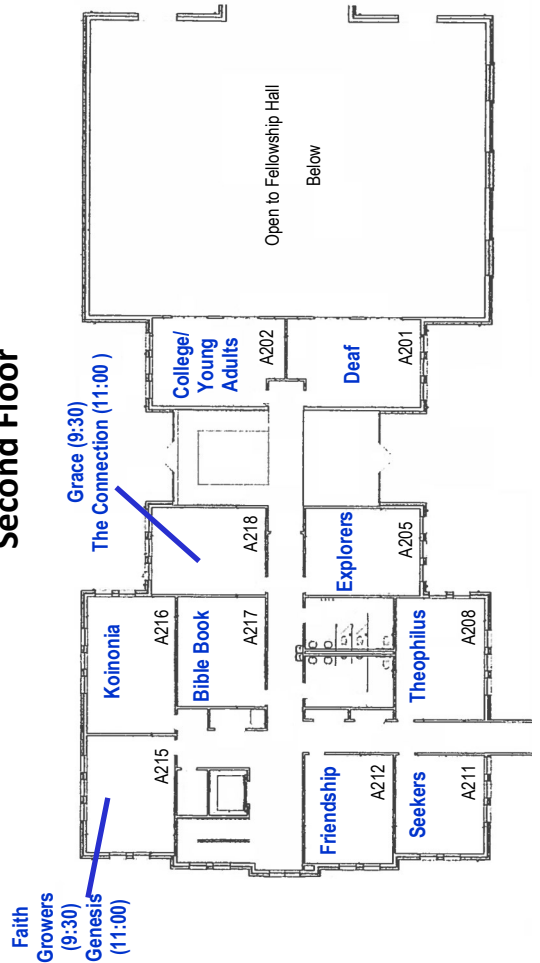 Second Floor
Faith
Growers
(9:30)
Genesis
(11:00)
Grace (9:30)
The Connection (11:00 )
A215
Koinonia
A216
Bible Book
A217
A218
College/
Young
Adults
A202
Open to Fellowship Hall
Below
Friendship
A212
Seekers
A211
Theophilus
A208
Explorers
A205
Deaf
A201